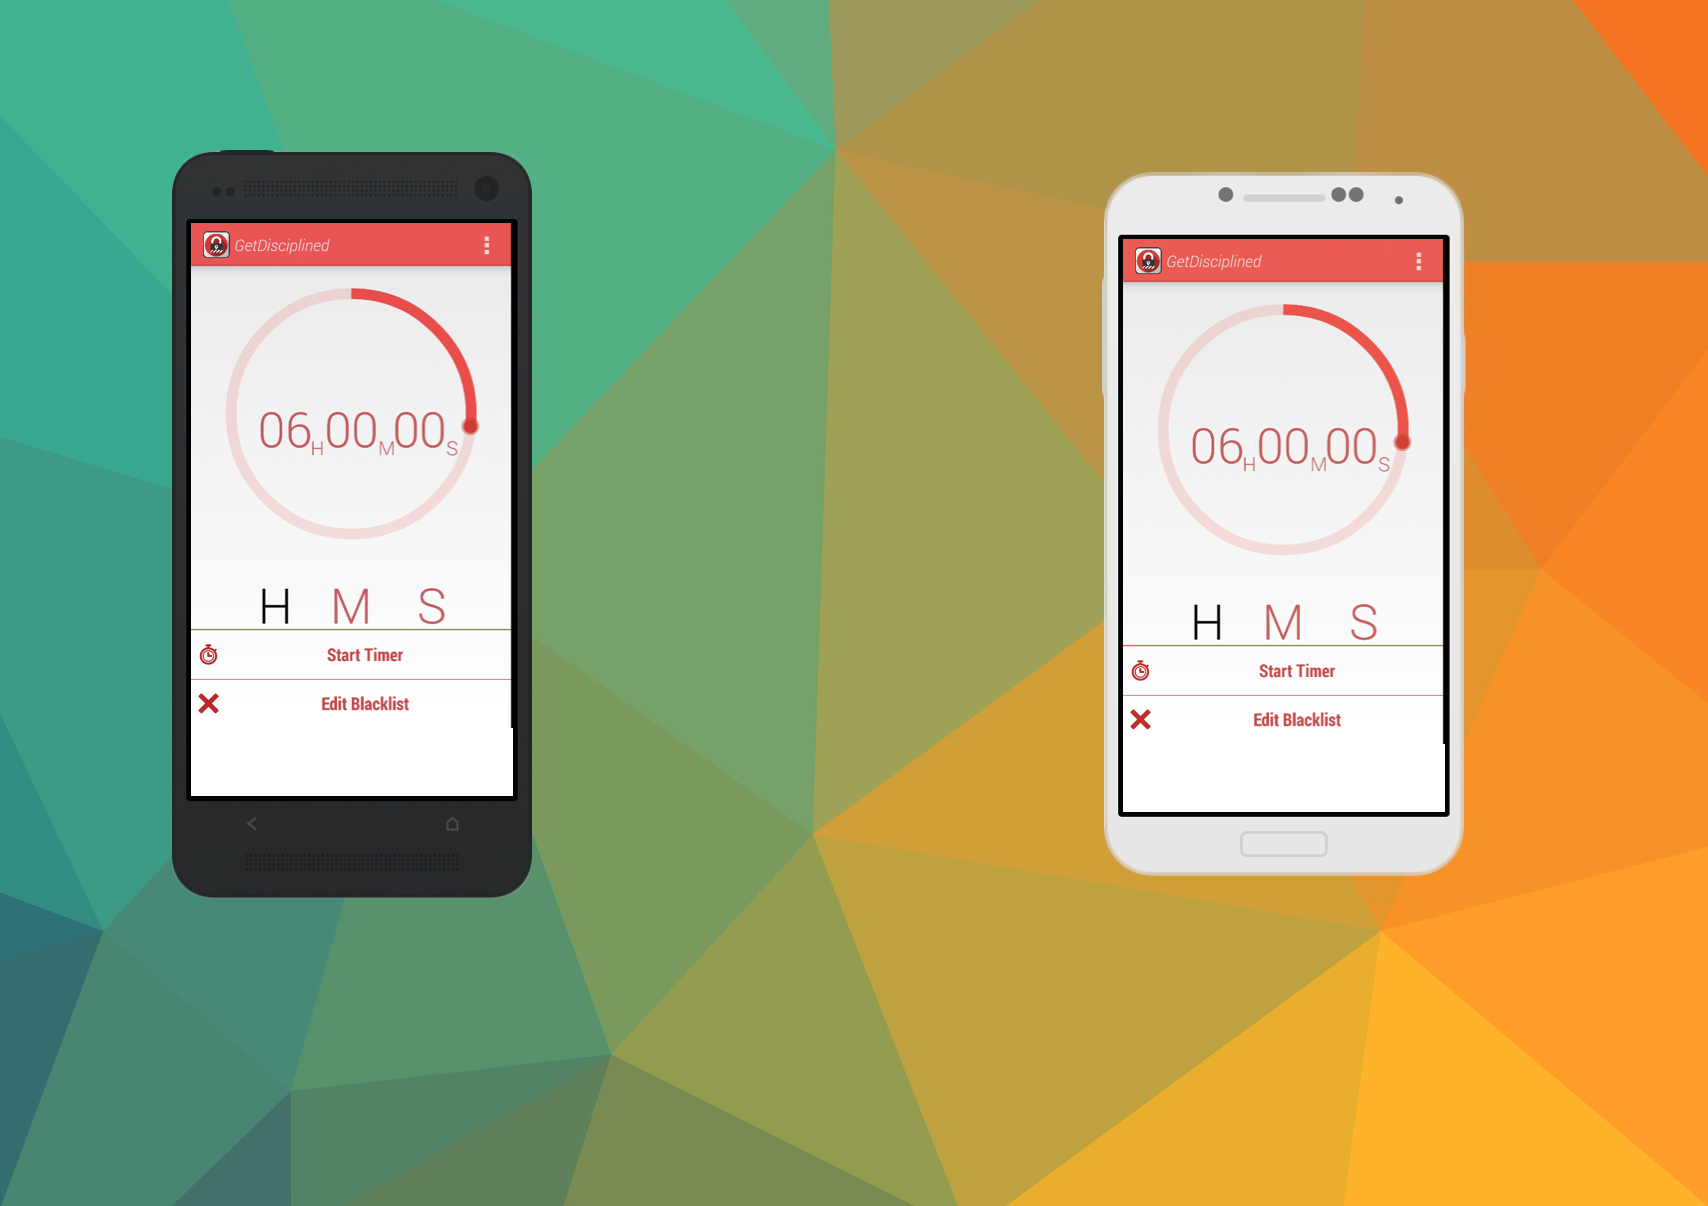 GetDisciplined
06H00M00S
H M S
Start Timer
Edit Blacklist
GetDisciplined
06H00M00S
H M S
Start Timer
Edit Blacklist